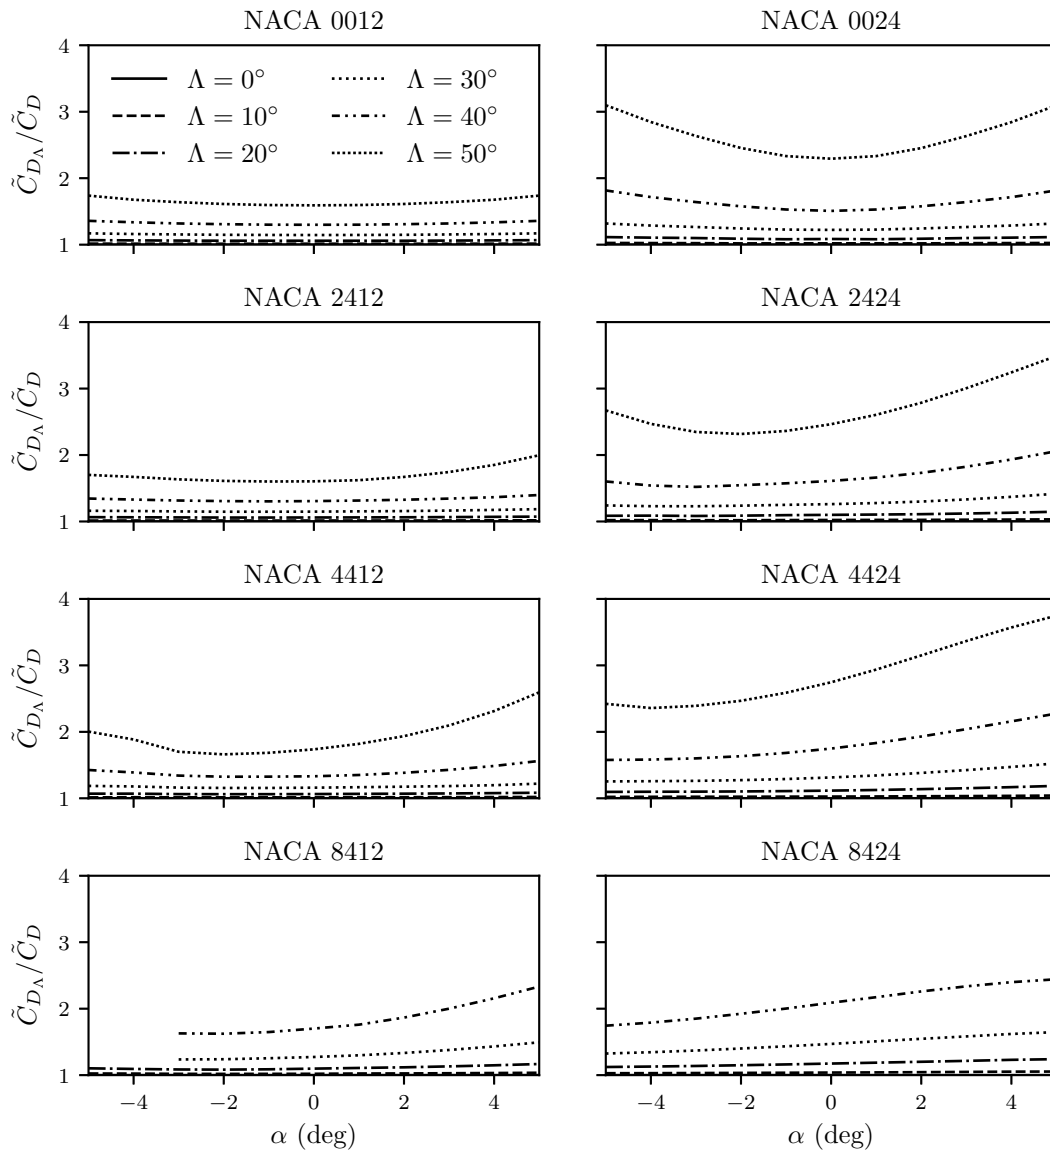 NACA 0012
NACA 0024
4
3
2
1
C̃_{D_Λ}/C̃_D
Λ = 0°
Λ = 10°
Λ = 20°
Λ = 30°
Λ = 40°
Λ = 50°
NACA 2412
NACA 2424
4
3
2
1
C̃_{D_Λ}/C̃_D
NACA 4412
NACA 4424
4
3
2
1
C̃_{D_Λ}/C̃_D
NACA 8412
NACA 8424
4
3
2
1
C̃_{D_Λ}/C̃_D
−4 −2 0 2 4
−4 −2 0 2 4
α (deg)
α (deg)